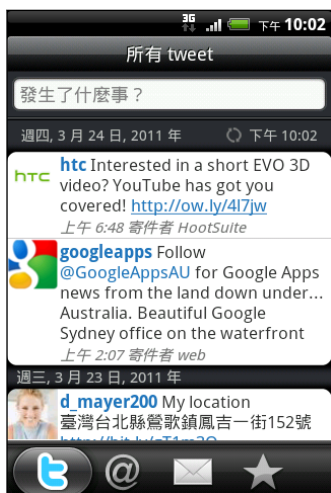 3G 下午 10:02
所有 tweet
發生了什麼事？
週四, 3 月 24 日, 2011 年 下午 10:02
htc Interested in a short EVO 3D
video? YouTube has got you
covered! http://ow.ly/4l7jw
上午 6:48 寄件者 HootSuite
googleapps Follow
@GoogleAppsAU for Google Apps
news from the land down under...
Australia. Beautiful Google
Sydney office on the waterfront
上午 2:07 寄件者 web
週三, 3 月 23 日, 2011 年
d_mayer200 My location
臺灣台北縣鶯歌鎮鳳吉一街152號